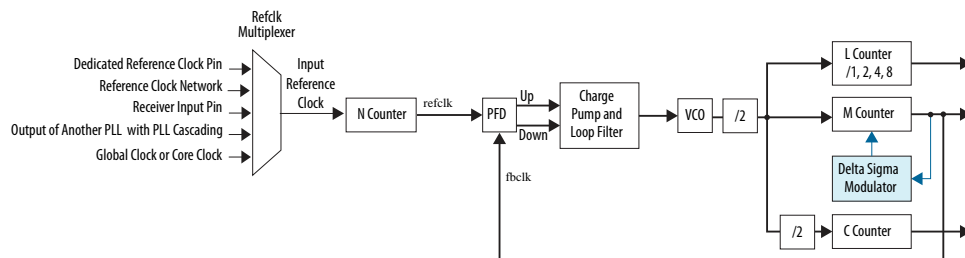 Refclk
Multiplexer
Dedicated Reference Clock Pin
Reference Clock Network
Receiver Input Pin
Output of Another PLL with PLL Cascading
Global Clock or Core Clock
Input
Reference
Clock
N Counter
refclk
PFD
Up
Down
fbclk
Charge
Pump and
Loop Filter
VCO
/2
L Counter
/1, 2, 4, 8
M Counter
Delta Sigma
Modulator
/2
C Counter